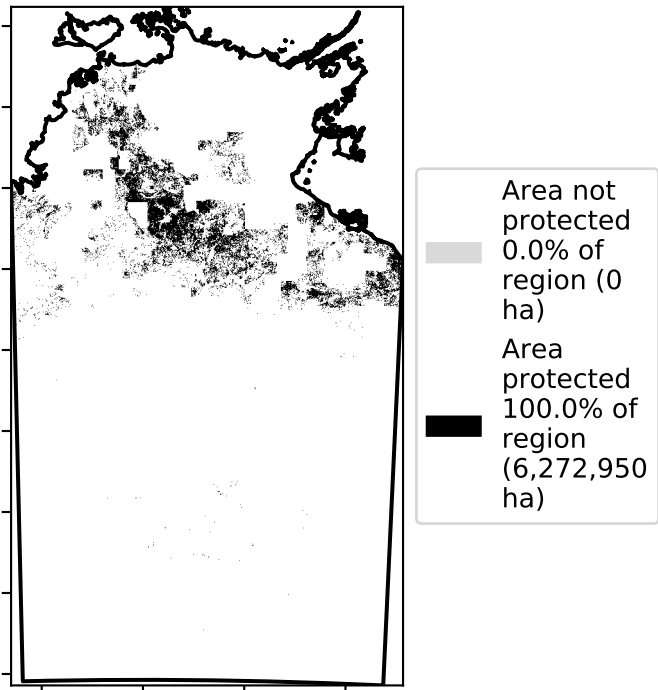 Area not
protected
0.0% of
region (0
ha)
Area
protected
100.0% of
region
(6,272,950
ha)